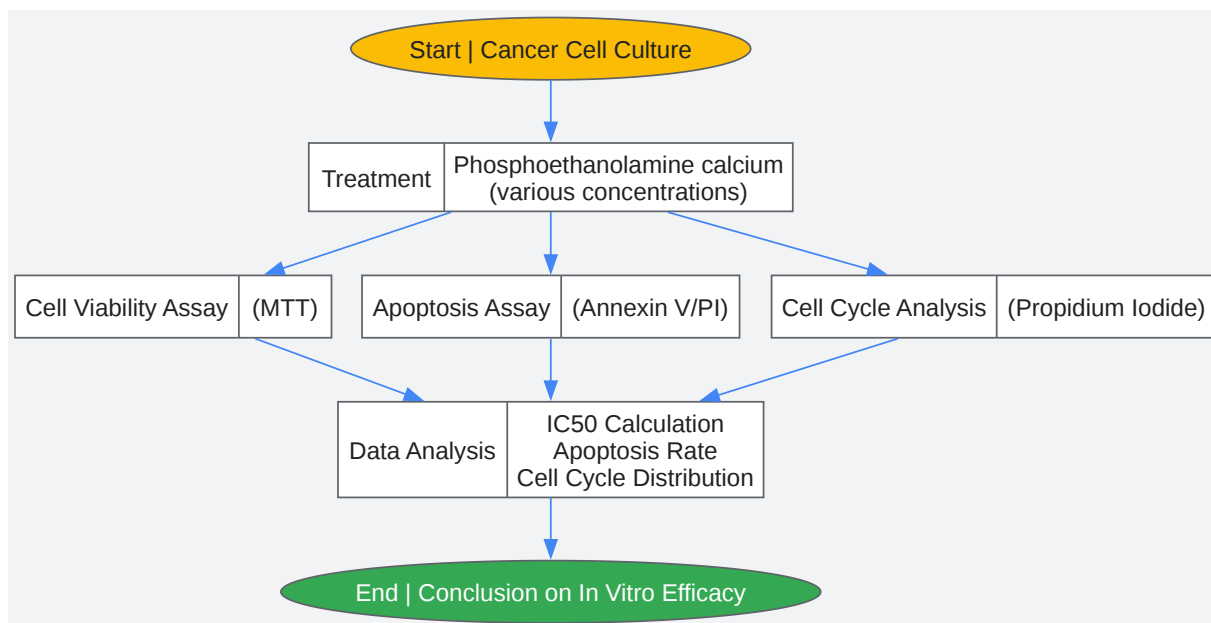 Start | Cancer Cell Culture
Treatment
Phosphoethanolamine calcium
(various concentrations)
Cell Viability Assay
(MTT)
Apoptosis Assay
(Annexin V/PI)
Cell Cycle Analysis
(Propidium Iodide)
Data Analysis
IC50 Calculation
Apoptosis Rate
Cell Cycle Distribution
End | Conclusion on In Vitro Efficacy